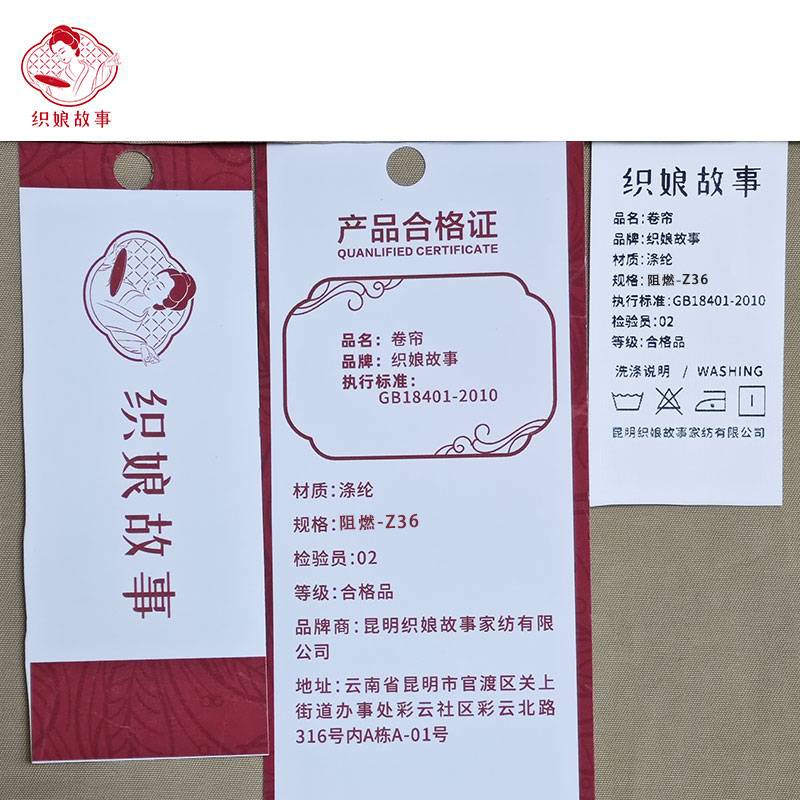 织娘故事
织娘故事
产品合格证
QUANLIFIED CERTIFICATE
品名：卷帘
品牌：织娘故事
执行标准：
GB18401-2010
材质:涤纶
规格:阻燃-Z36
检验员:02
等级:合格品
品牌商:昆明织娘故事家纺有限
公司
地址:云南省昆明市官渡区关上
街道办事处彩云社区彩云北路
316号内A栋A-01号
织娘故事
品名:卷帘
品牌:织娘故事
材质:涤纶
规格:阻燃-Z36
执行标准:GB18401-2010
检验员:02
等级:合格品
洗涤说明 / WASHING
昆明织娘故事家纺有限公司